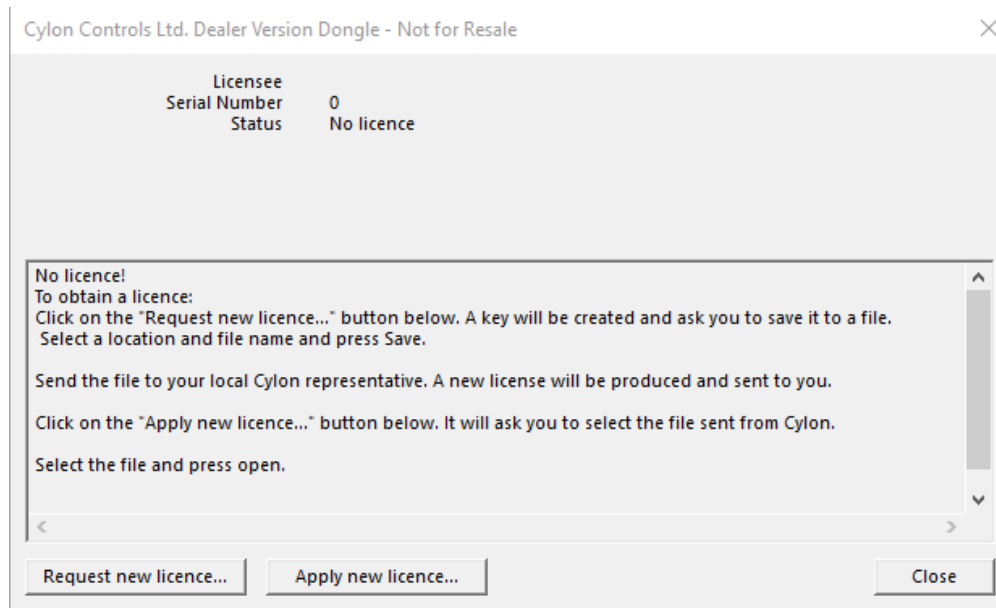 Cylon Controls Ltd. Dealer Version Dongle - Not for Resale
Licensee
Serial Number 0
Status No licence
No licence!
To obtain a licence:
Click on the "Request new licence..." button below. A key will be created and ask you to save it to a file.
Select a location and file name and press Save.
Send the file to your local Cylon representative. A new license will be produced and sent to you.
Click on the "Apply new licence..." button below. It will ask you to select the file sent from Cylon.
Select the file and press open.
Request new licence... Apply new licence... Close